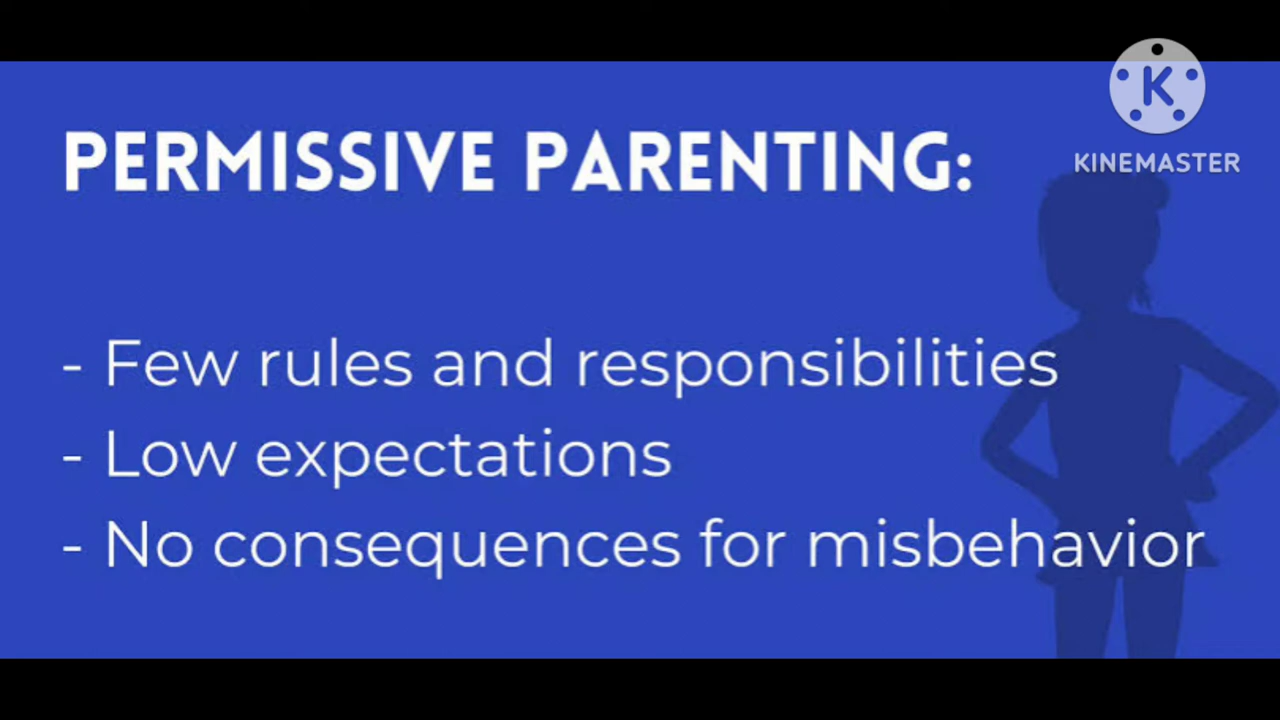 K
KINEMASTER
PERMISSIVE PARENTING:
- Few rules and responsibilities
- Low expectations
- No consequences for misbehavior